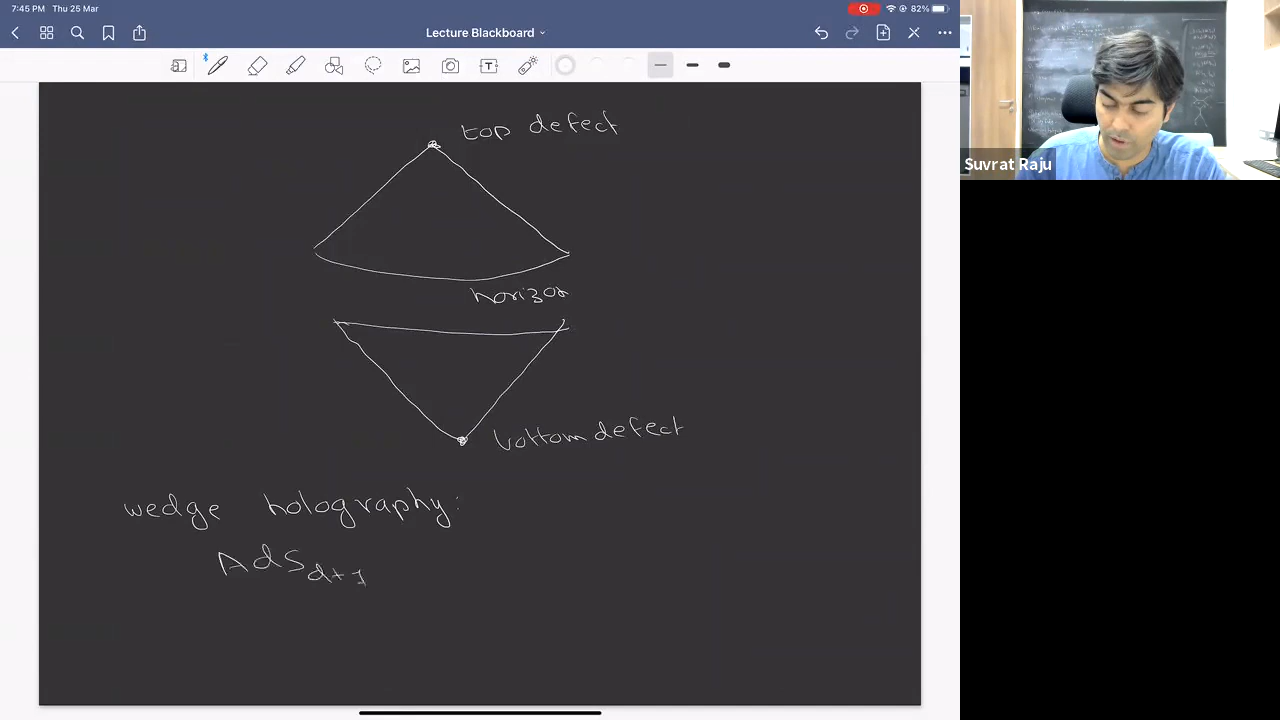 7:45 PM Thu 25 Mar
82%
Lecture Blackboard
T
top defect
Suvrat Raju
horizon
bottom defect
wedge holography:
AdS_{d+1}